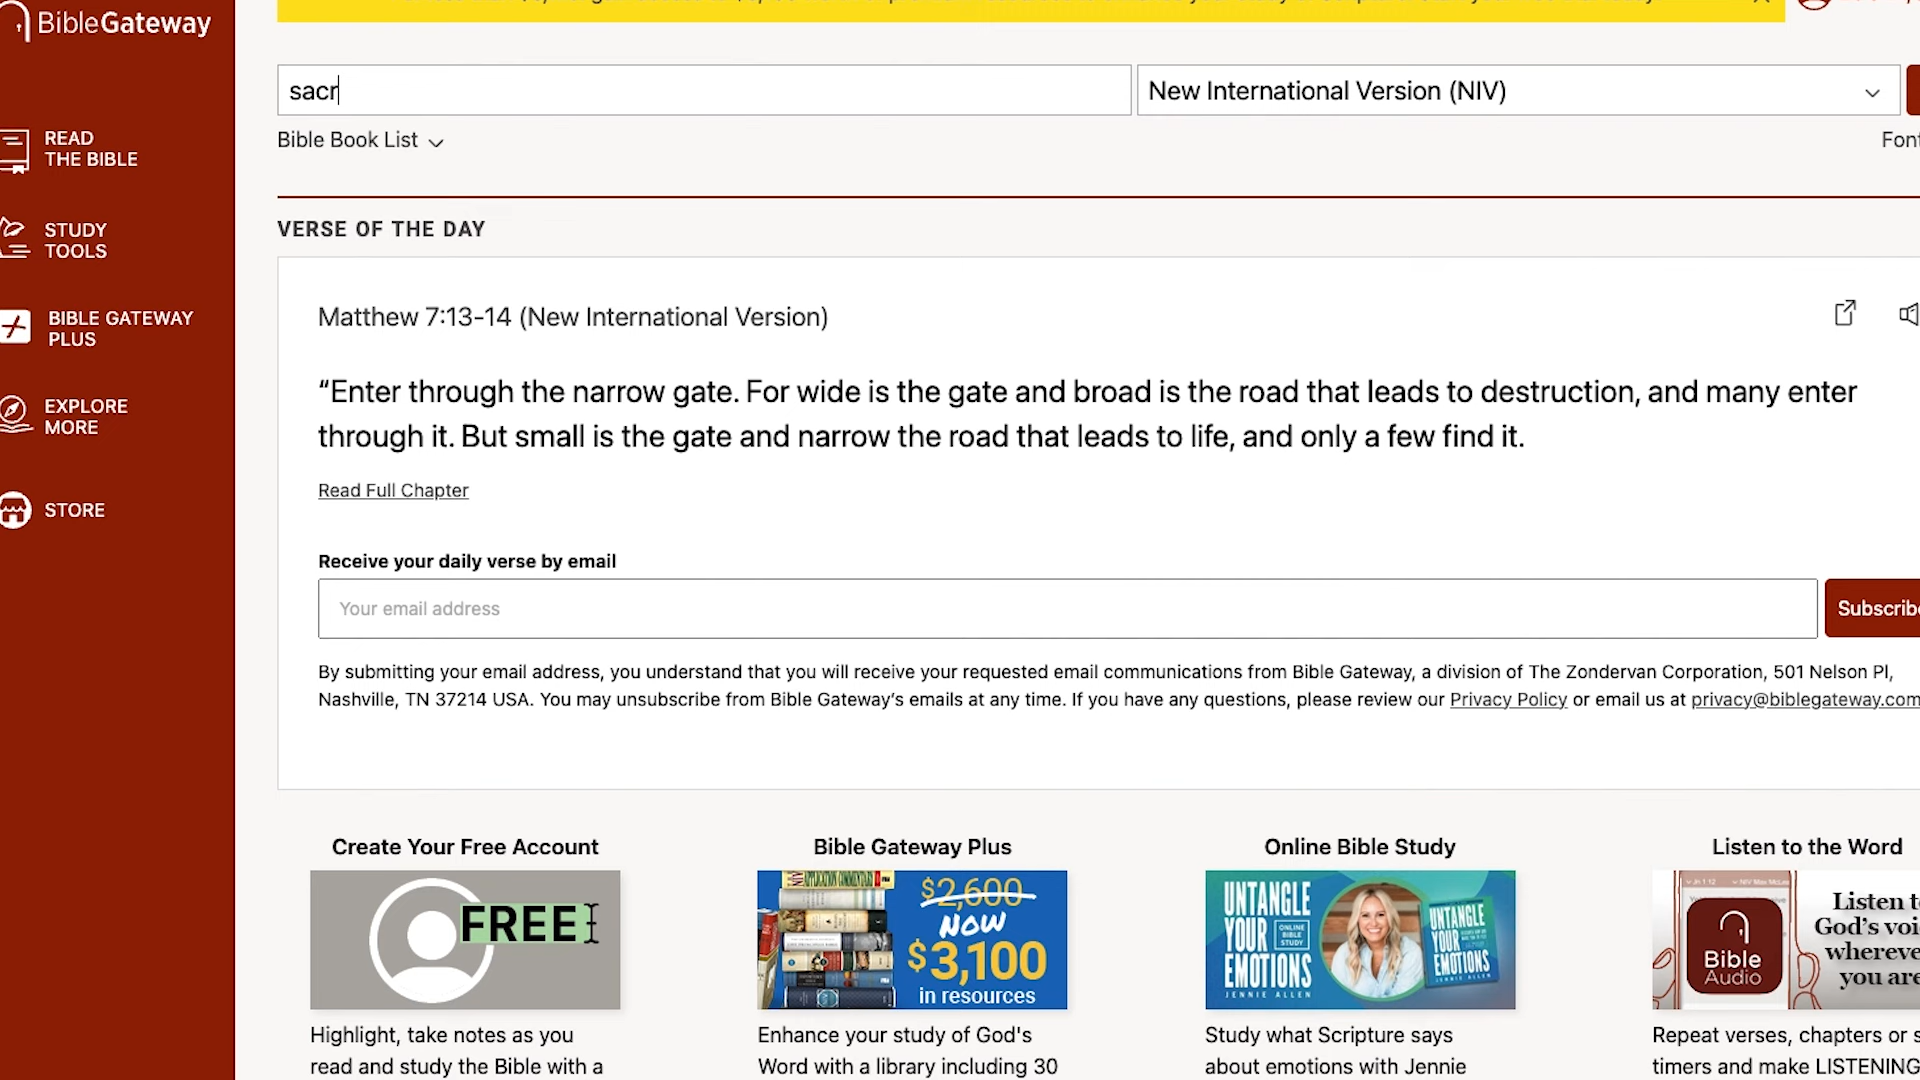 BibleGateway
sacr
New International Version (NIV)
Bible Book List
Font
READ
THE BIBLE
STUDY
TOOLS
BIBLE GATEWAY
PLUS
EXPLORE
MORE
STORE
VERSE OF THE DAY
Matthew 7:13-14 (New International Version)
“Enter through the narrow gate. For wide is the gate and broad is the road that leads to destruction, and many enter
through it. But small is the gate and narrow the road that leads to life, and only a few find it.
Read Full Chapter
Receive your daily verse by email
Your email address
Subscribe
By submitting your email address, you understand that you will receive your requested email communications from Bible Gateway, a division of The Zondervan Corporation, 501 Nelson Pl,
Nashville, TN 37214 USA. You may unsubscribe from Bible Gateway’s emails at any time. If you have any questions, please review our Privacy Policy or email us at privacy@biblegateway.com
Create Your Free Account
FREE
Highlight, take notes as you
read and study the Bible with a
Bible Gateway Plus
$2,600
NOW
$3,100
in resources
Enhance your study of God's
Word with a library including 30
Online Bible Study
UNTANGLE
YOUR
EMOTIONS
ONLINE
BIBLE
STUDY
JENNIE ALLEN
UNTANGLE
YOUR
EMOTIONS
Study what Scripture says
about emotions with Jennie
Listen to the Word
Bible
Audio
Listen to
God’s voi
whereve
you are
Repeat verses, chapters or s
timers and make LISTENING